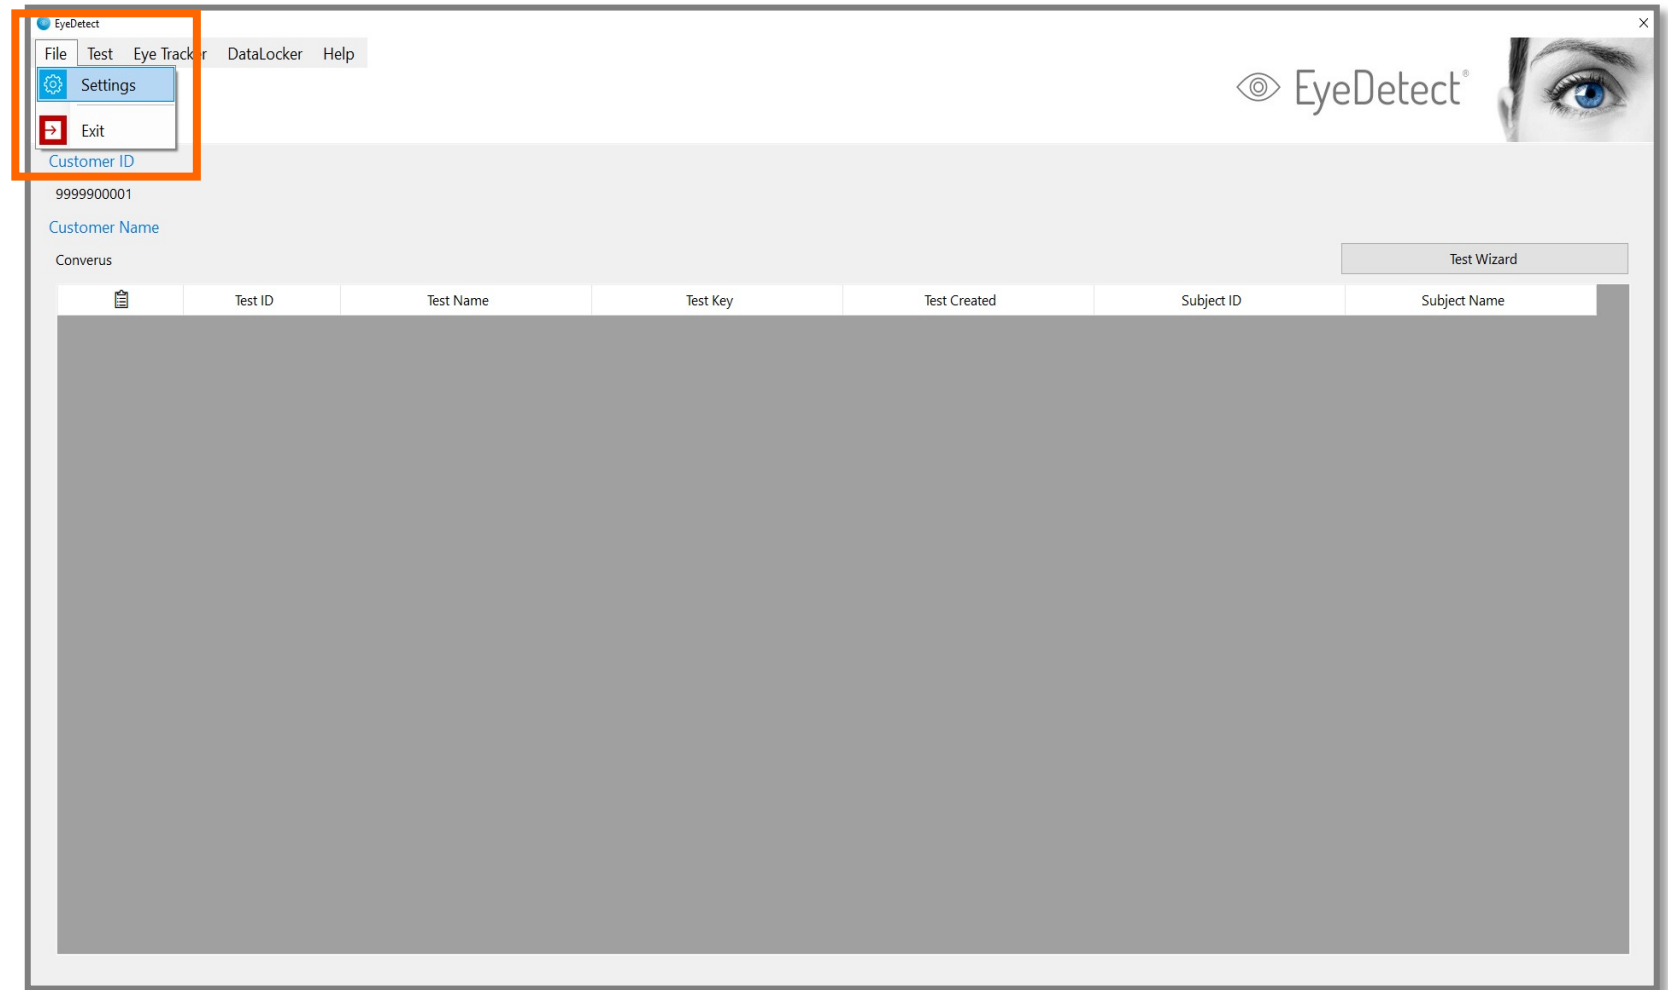 EyeDetect
File Test Eye Tracker DataLocker Help
Settings
Exit
EyeDetect®
Customer ID
9999900001
Customer Name
Converus
Test Wizard
Test ID Test Name Test Key Test Created Subject ID Subject Name